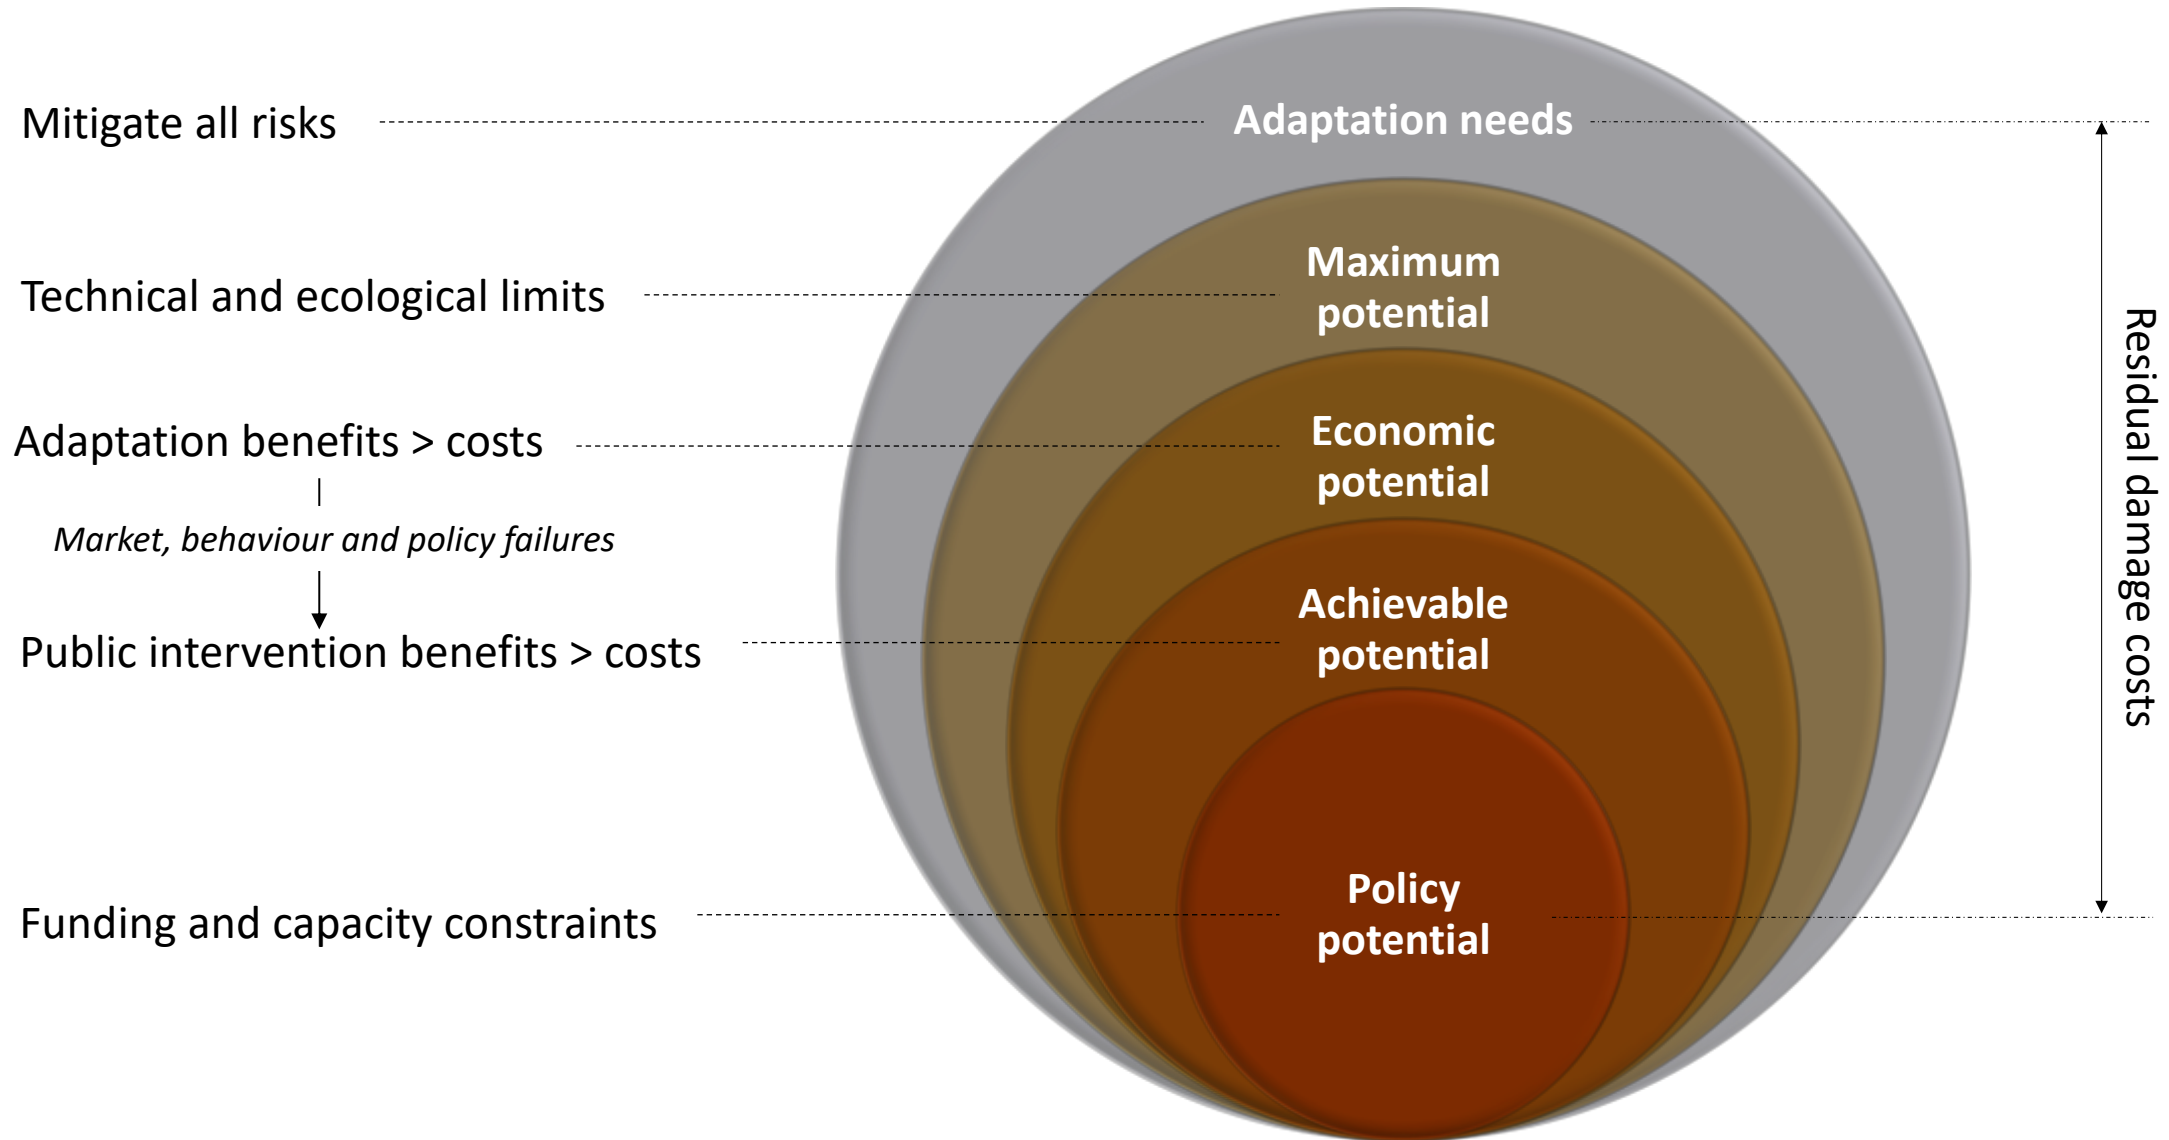 Mitigate all risks
Adaptation needs
Technical and ecological limits
Maximum
potential
Adaptation benefits > costs
Economic
potential
Market, behaviour and policy failures
Public intervention benefits > costs
Achievable
potential
Funding and capacity constraints
Policy
potential
Residual damage costs